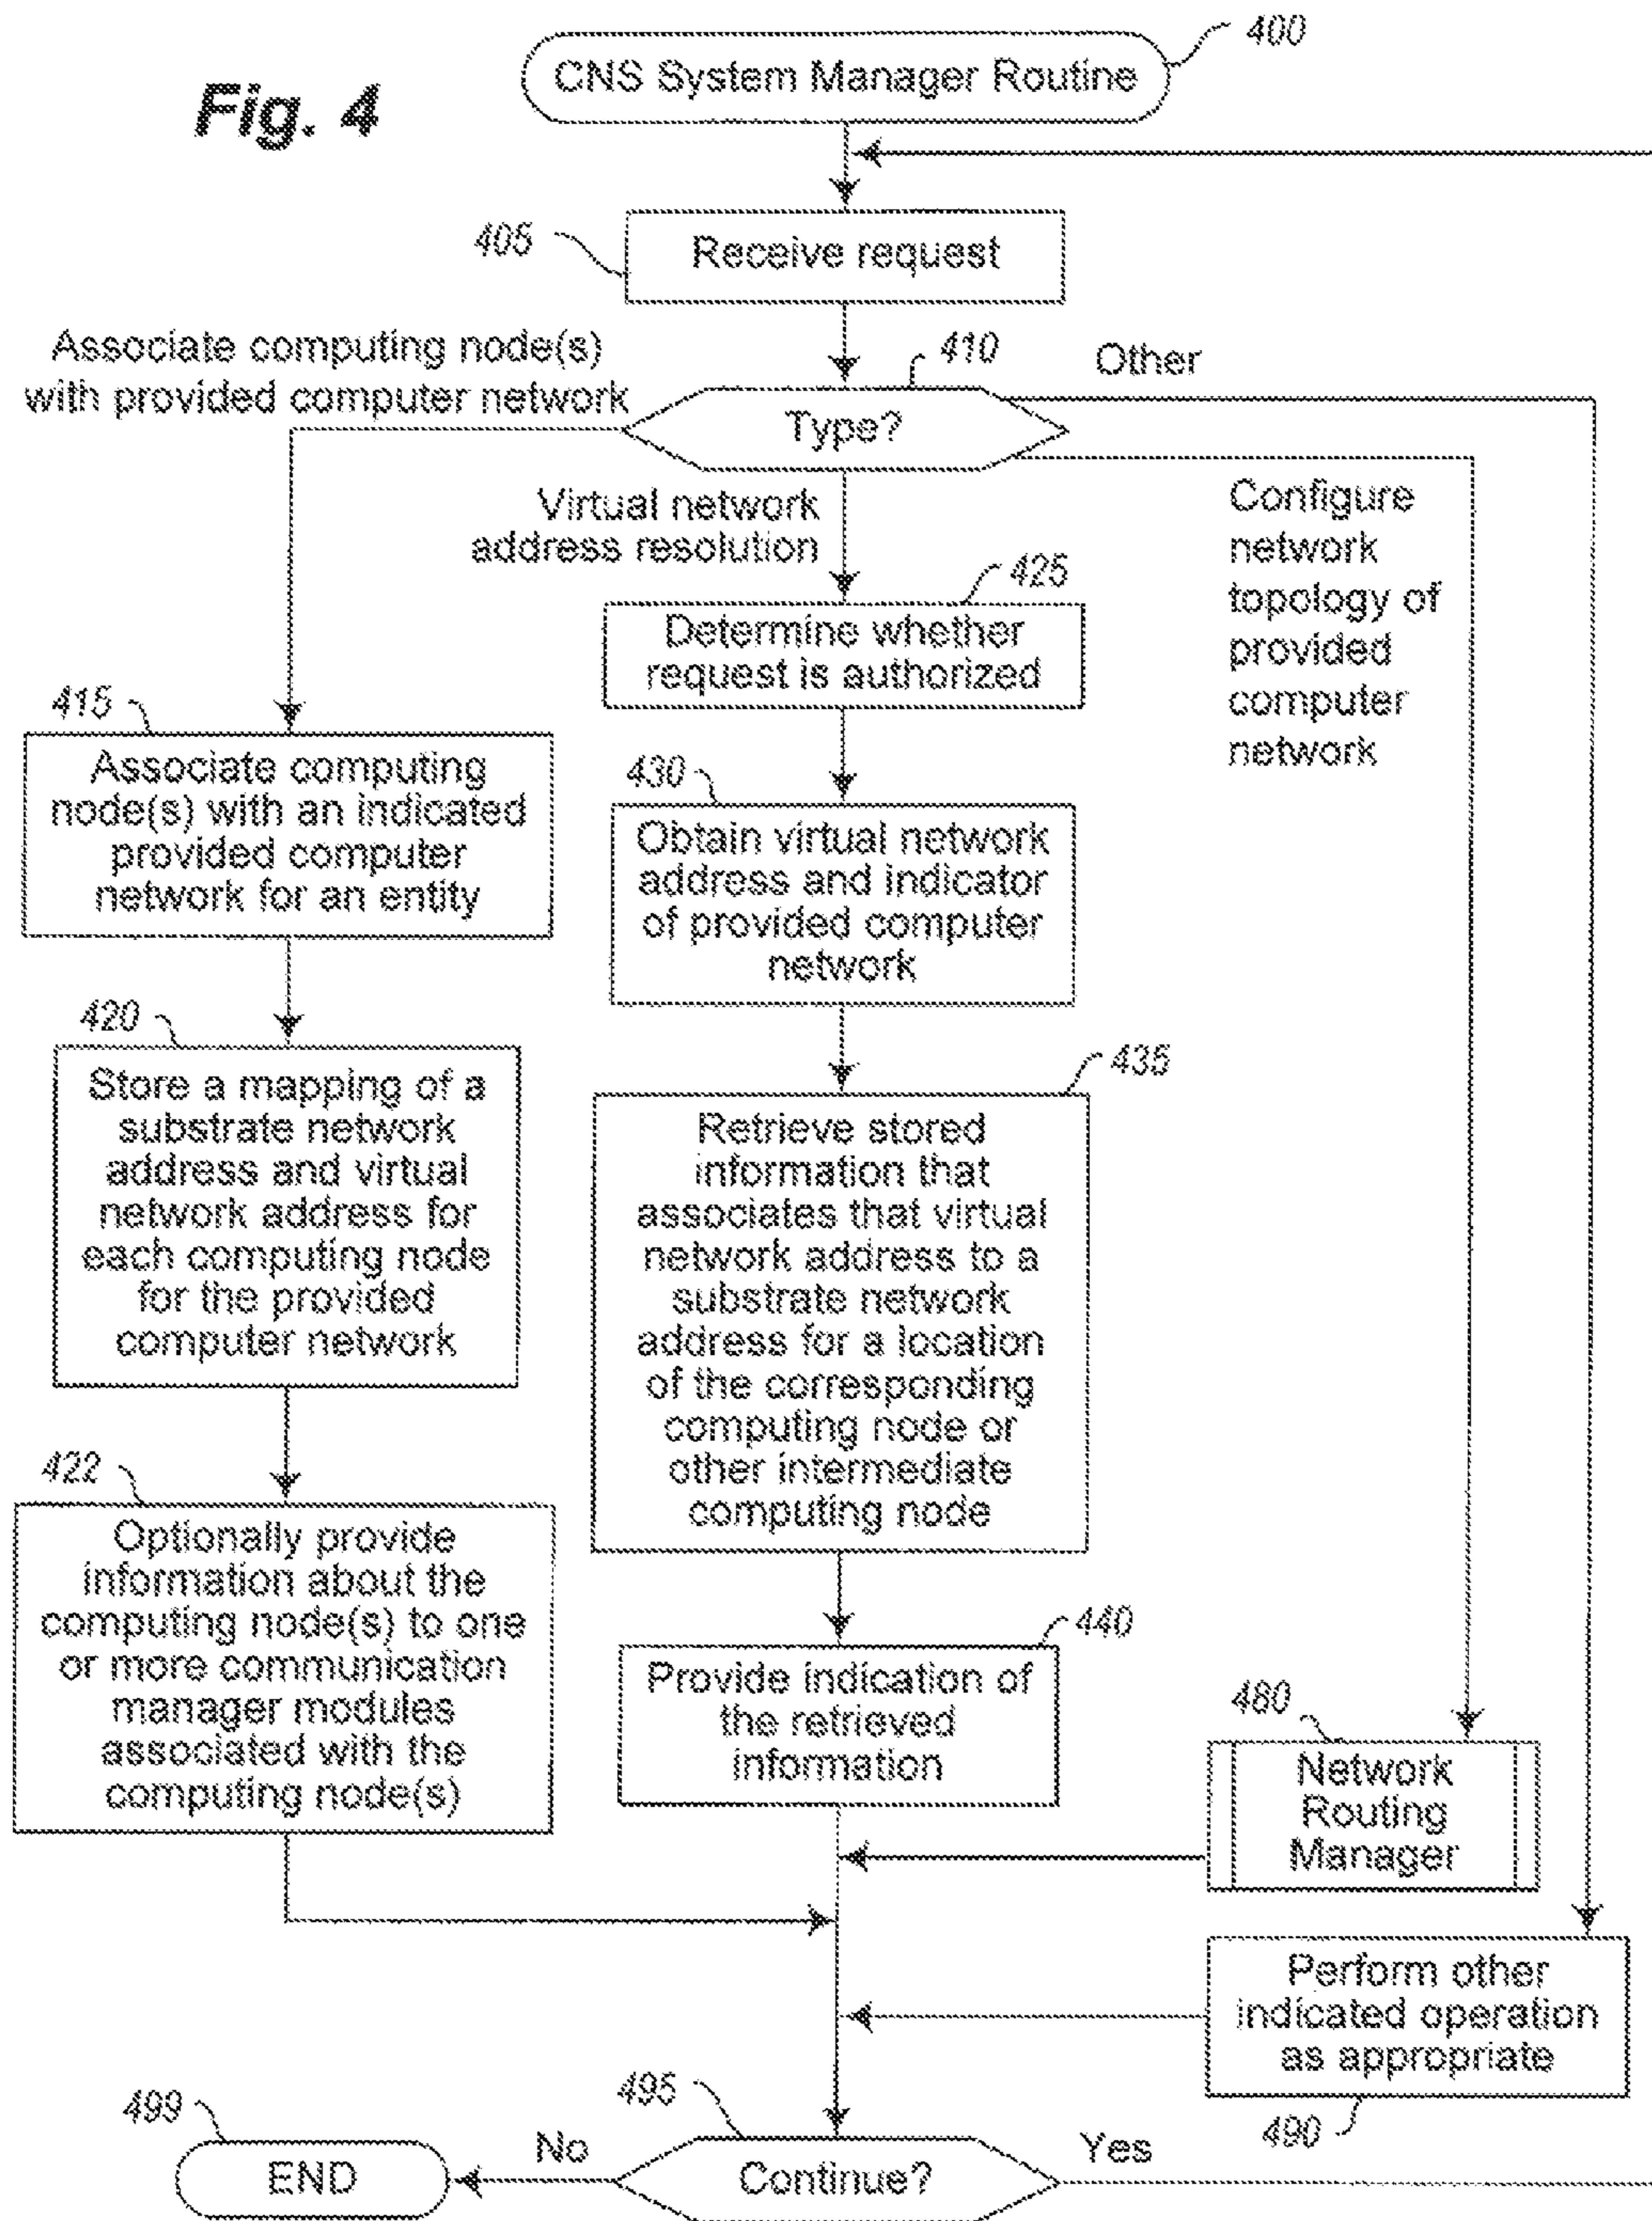 Fig. 4
CNS System Manager Routine
400
405
Receive request
Associate computing node(s)
with provided computer network
410
Type?
Other
Virtual network
address resolution
Configure
network
topology of
provided
computer
network
425
Determine whether
request is authorized
415
Associate computing
node(s) with an indicated
provided computer
network for an entity
430
Obtain virtual network
address and indicator
of provided computer
network
420
Store a mapping of a
substrate network
address and virtual
network address for
each computing node
for the provided
computer network
435
Retrieve stored
information that
associates that virtual
network address to a
substrate network
address for a location
of the corresponding
computing node or
other intermediate
computing node
422
Optionally provide
information about the
computing node(s) to one
or more communication
manager modules
associated with the
computing node(s)
440
Provide indication of
the retrieved
information
480
Network
Routing
Manager
Perform other
indicated operation
as appropriate
490
495
Continue?
Yes
No
499
END